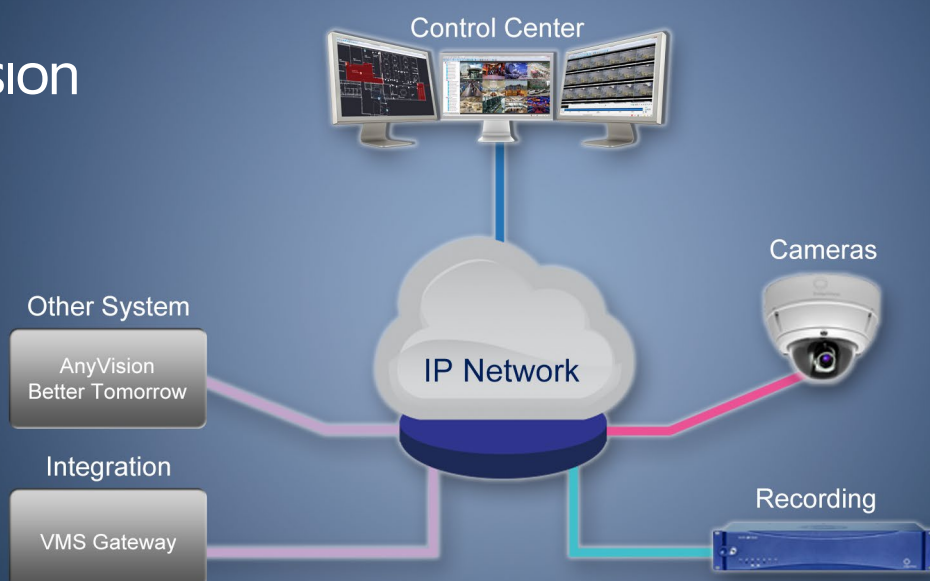 sion
Control Center
Cameras
Other System
AnyVision
Better Tomorrow
IP Network
Integration
VMS Gateway
Recording